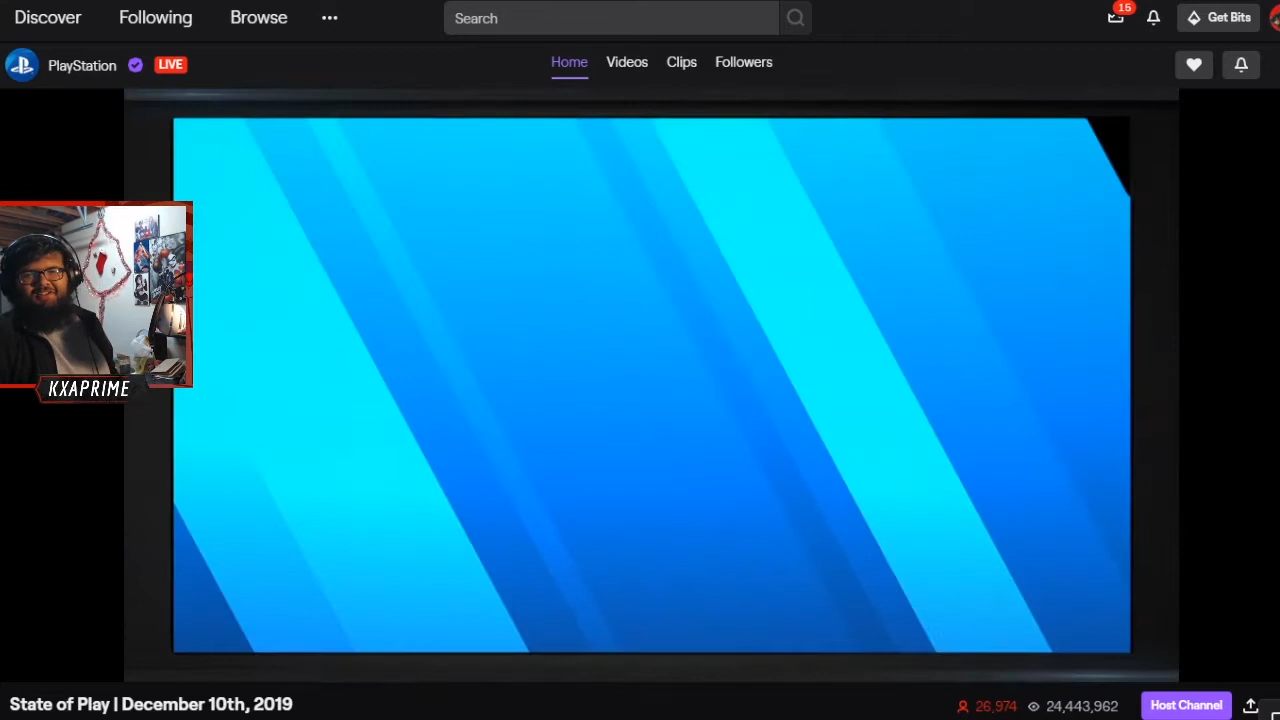 Discover
Following
Browse
Search
15
Get Bits
PlayStation
LIVE
Home
Videos
Clips
Followers
KXAPRIME
State of Play | December 10th, 2019
26,974
24,443,962
Host Channel